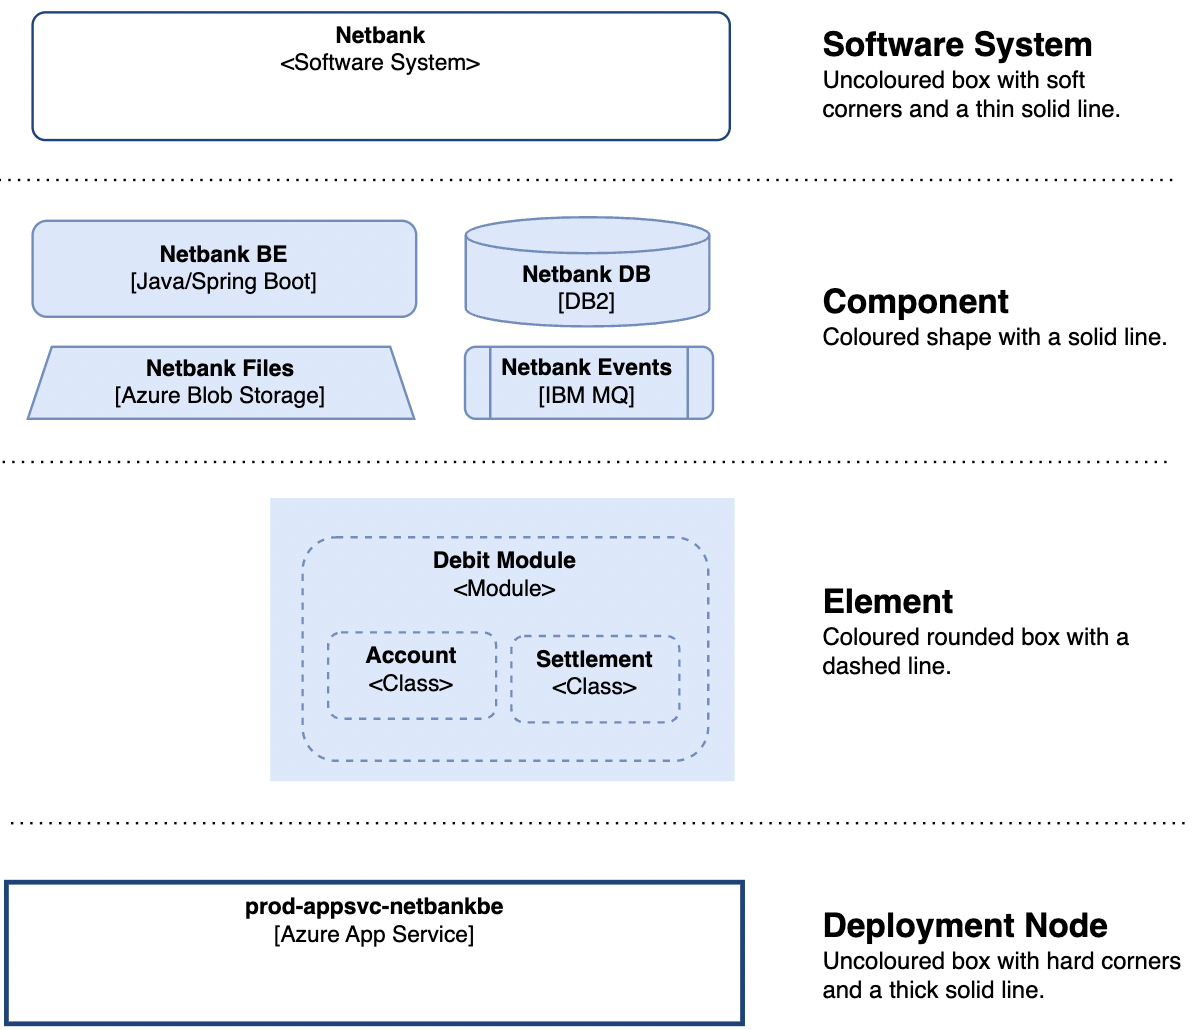 Netbank
<Software System>
Software System
Uncoloured box with soft
corners and a thin solid line.
Netbank BE
[Java/Spring Boot]
Netbank DB
[DB2]
Netbank Files
[Azure Blob Storage]
Netbank Events
[IBM MQ]
Component
Coloured shape with a solid line.
Debit Module
<Module>
Account
<Class>
Settlement
<Class>
Element
Coloured rounded box with a
dashed line.
prod-appsvc-netbankbe
[Azure App Service]
Deployment Node
Uncoloured box with hard corners
and a thick solid line.